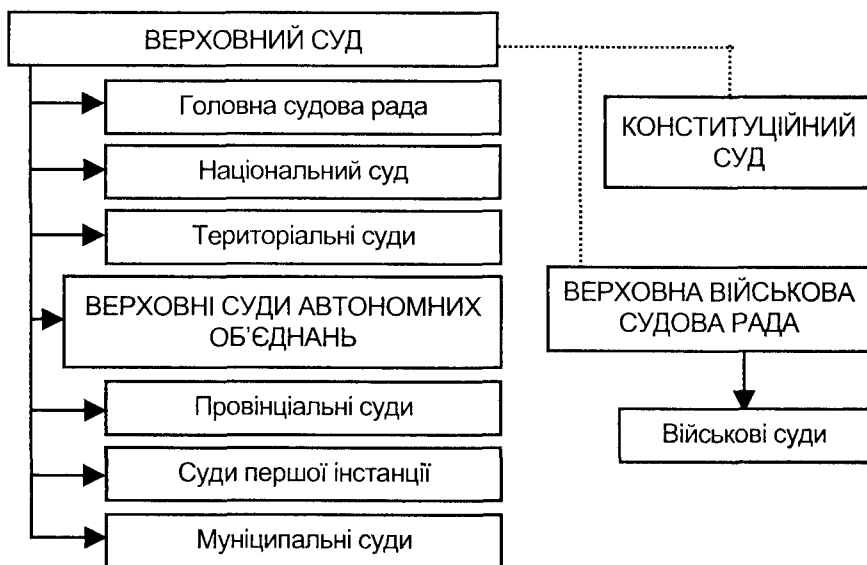 ВЕРХОВНИЙ СУД
Головна судова рада
Національний суд
Територіальні суди
ВЕРХОВНІ СУДИ АВТОНОМНИХ
ОБ’ЄДНАНЬ
Провінціальні суди
Суди першої інстанції
Муніципальні суди
КОНСТИТУЦІЙНИЙ
СУД
ВЕРХОВНА ВІЙСЬКОВА
СУДОВА РАДА
Військові суди